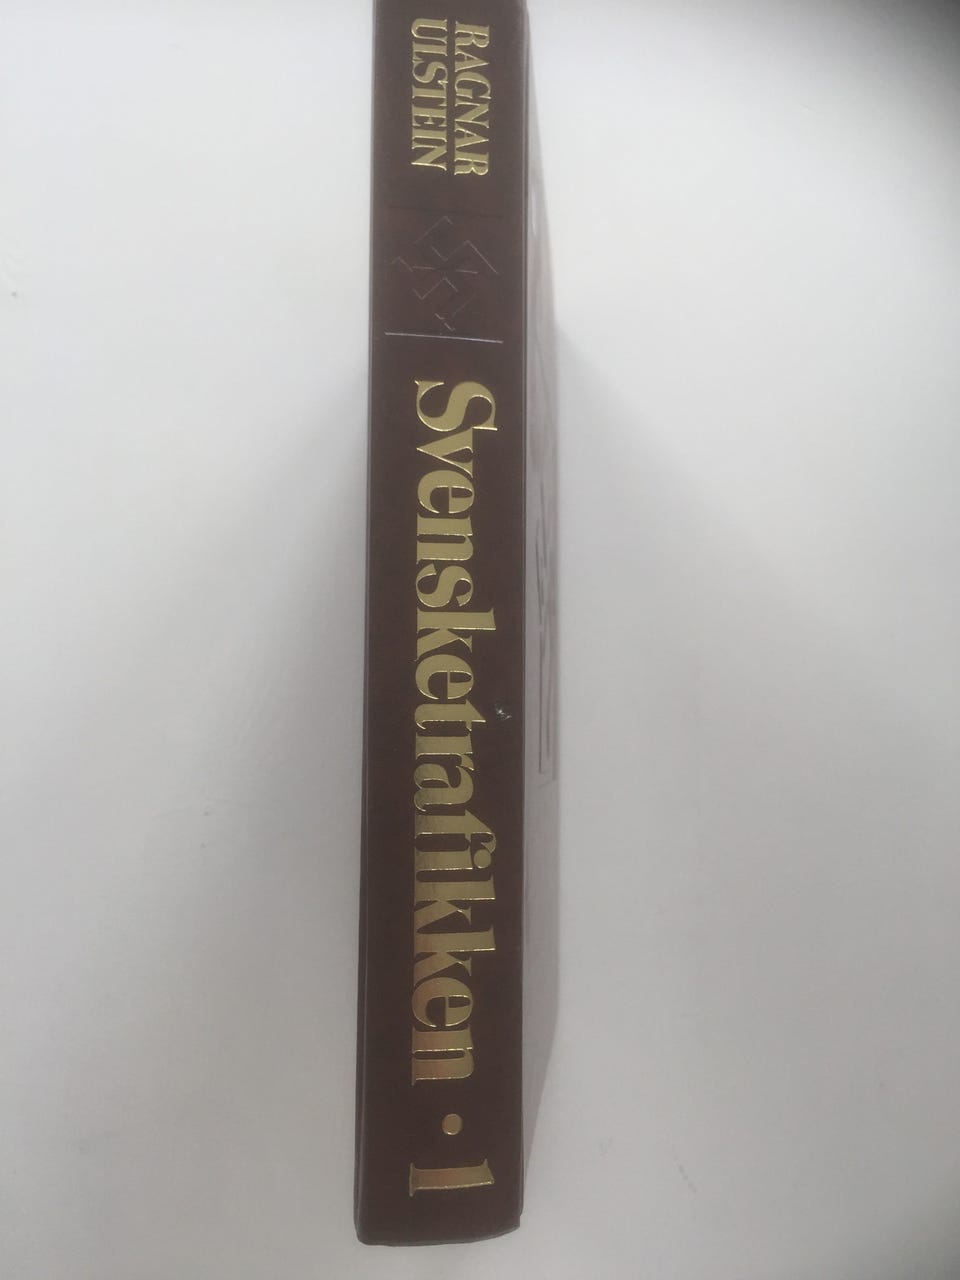 RAGNAR
ULSTEIN
Svensketrafikken • 1